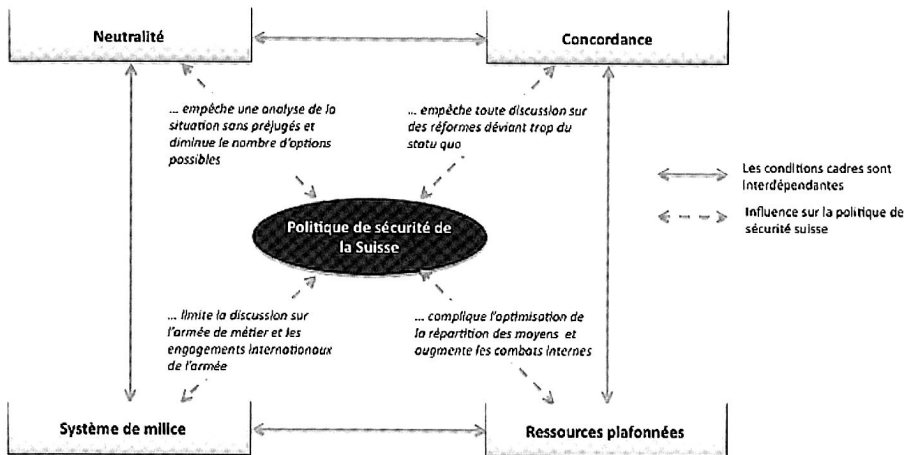 Neutralité
Concordance
... empêche une analyse de la
situation sans préjugés et
diminue le nombre d'options
possibles
... empêche toute discussion sur
des réformes déviant trop du
statu quo
Les conditions cadres sont
interdépendantes
Influence sur la politique de
sécurité suisse
Politique de sécurité de
la Suisse
... limite la discussion sur
l'armée de métier et les
engagements internationaux
de l'armée
... complique l'optimisation de
la répartition des moyens et
augmente les combats internes
Système de milice
Ressources plafonnées